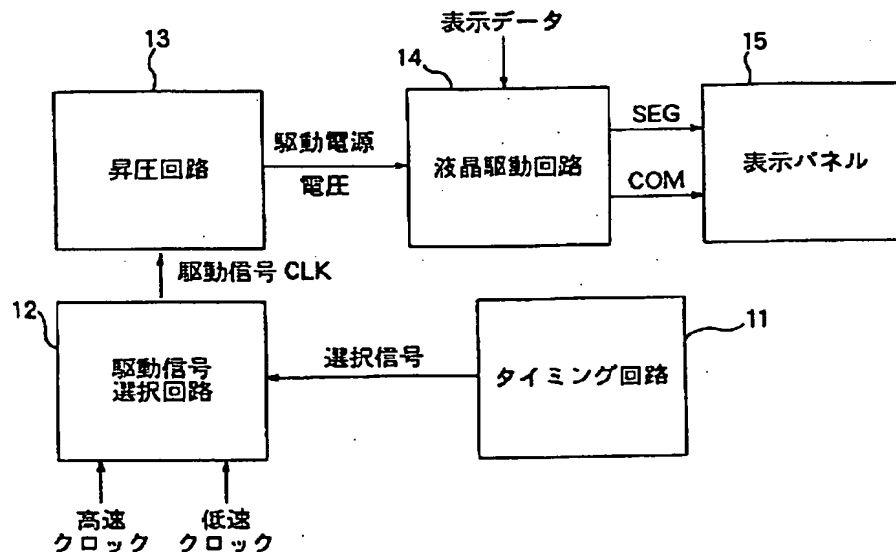 表示データ
13
14
15
昇圧回路
駆動電源
電圧
液晶駆動回路
SEG
COM
表示パネル
駆動信号 CLK
12
11
駆動信号
選択回路
選択信号
タイミング回路
高速
クロック
低速
クロック